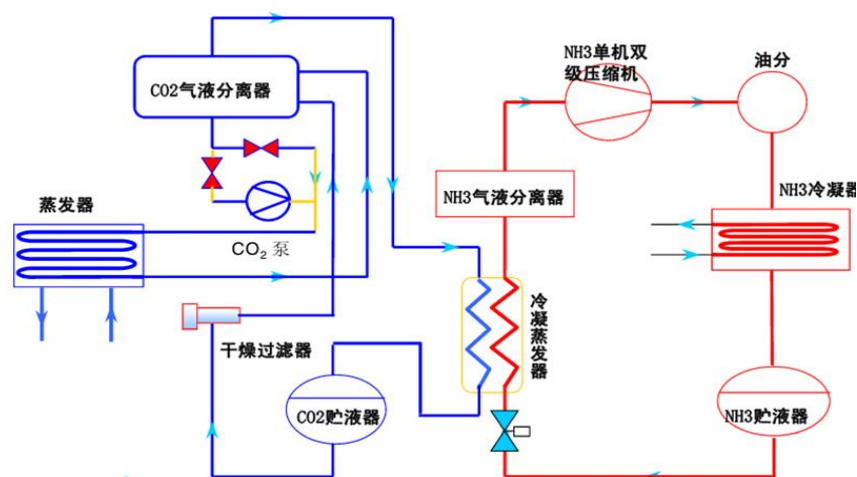 NH3单机双
级压缩机
油分
CO2气液分离器
NH3气液分离器
NH3冷凝器
蒸发器
CO₂ 泵
冷凝蒸发器
干燥过滤器
CO2贮液器
NH3贮液器